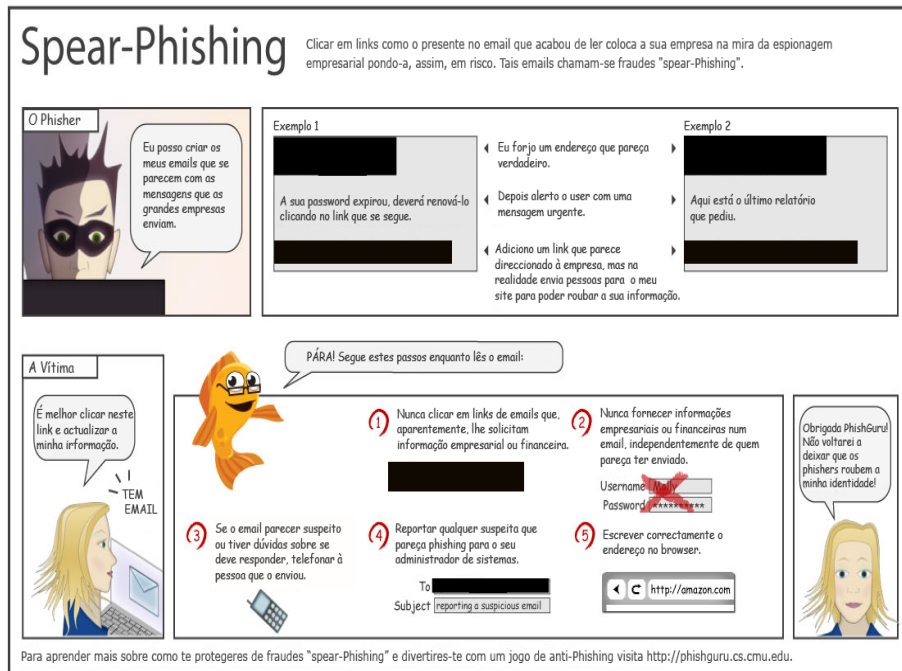 Spear-Phishing
Clicar em links como o presente no email que acabou de ler coloca a sua empresa na mira da espionagem
empresarial pondo-a, assim, em risco. Tais emails chamam-se fraudes "spear-Phishing".
O Phisher
Eu posso criar os
meus emails que se
parecem com as
mensagens que as
grandes empresas
enviam.
Exemplo 1
A sua password expirou, deverá renová-lo
clicando no link que se segue.
Eu forjo um endereço que pareça
verdadeiro.
Depois alerto o user com uma
mensagem urgente.
Adiciono um link que parece
direccionado à empresa, mas na
realidade envia pessoas para o meu
site para poder roubar a sua informação.
Exemplo 2
Aqui está o último relatório
que pediu.
A Vítima
É melhor clicar neste
link e actualizar a
minha irformação.
TEM
EMAIL
PÁRA! Segue estes passos enquanto lês o email:
1
Nunca clicar em links de emails que,
aparentemente, lhe solicitam
informação empresarial ou financeira.
2
Nunca fornecer informações
empresariais ou financeiras num
email, independentemente de quem
pareça ter enviado.
Username Molly
Password **********
3
Se o email parecer suspeito
ou tiver dúvidas sobre se
deve responder, telefonar à
pessoa que o enviou.
4
Reportar qualquer suspeita que
pareça phishing para o seu
administrador de sistemas.
To
Subject reporting a suspicious email
5
Escrever correctamente o
endereço no browser.
http://amazon.com
Obrigada PhishGuru!
Não voltarei a
deixar que os
phishers roubem a
minha identidade!
Para aprender mais sobre como te protegeres de fraudes "spear-Phishing" e divertires-te com um jogo de anti-Phishing visita http://phishguru.cs.cmu.edu.